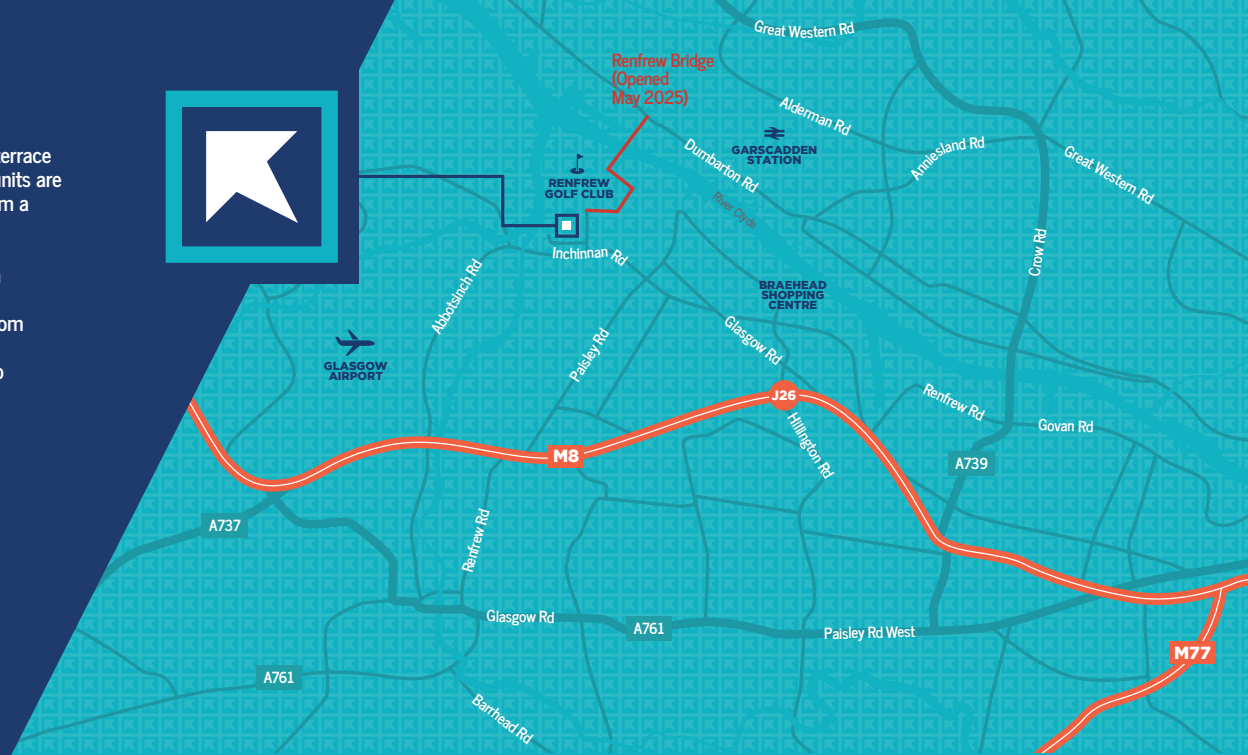 terrace
units are
m a
om
Great Western Rd
Renfrew Bridge
(Opened
May 2025)
Alderman Rd
GARSCADDEN
STATION
Dumbarton Rd
Anniesland Rd
Great Western Rd
RENFREW
GOLF CLUB
River Clyde
Inchinnan Rd
Crow Rd
Abbotsinch Rd
BRAEHEAD
SHOPPING
CENTRE
Glasgow Rd
Paisley Rd
GLASGOW
AIRPORT
J26
Renfrew Rd
Govan Rd
Hillington Rd
M8
A739
A737
Renfrew Rd
Glasgow Rd
A761
Paisley Rd West
M77
A761
Barrhead Rd